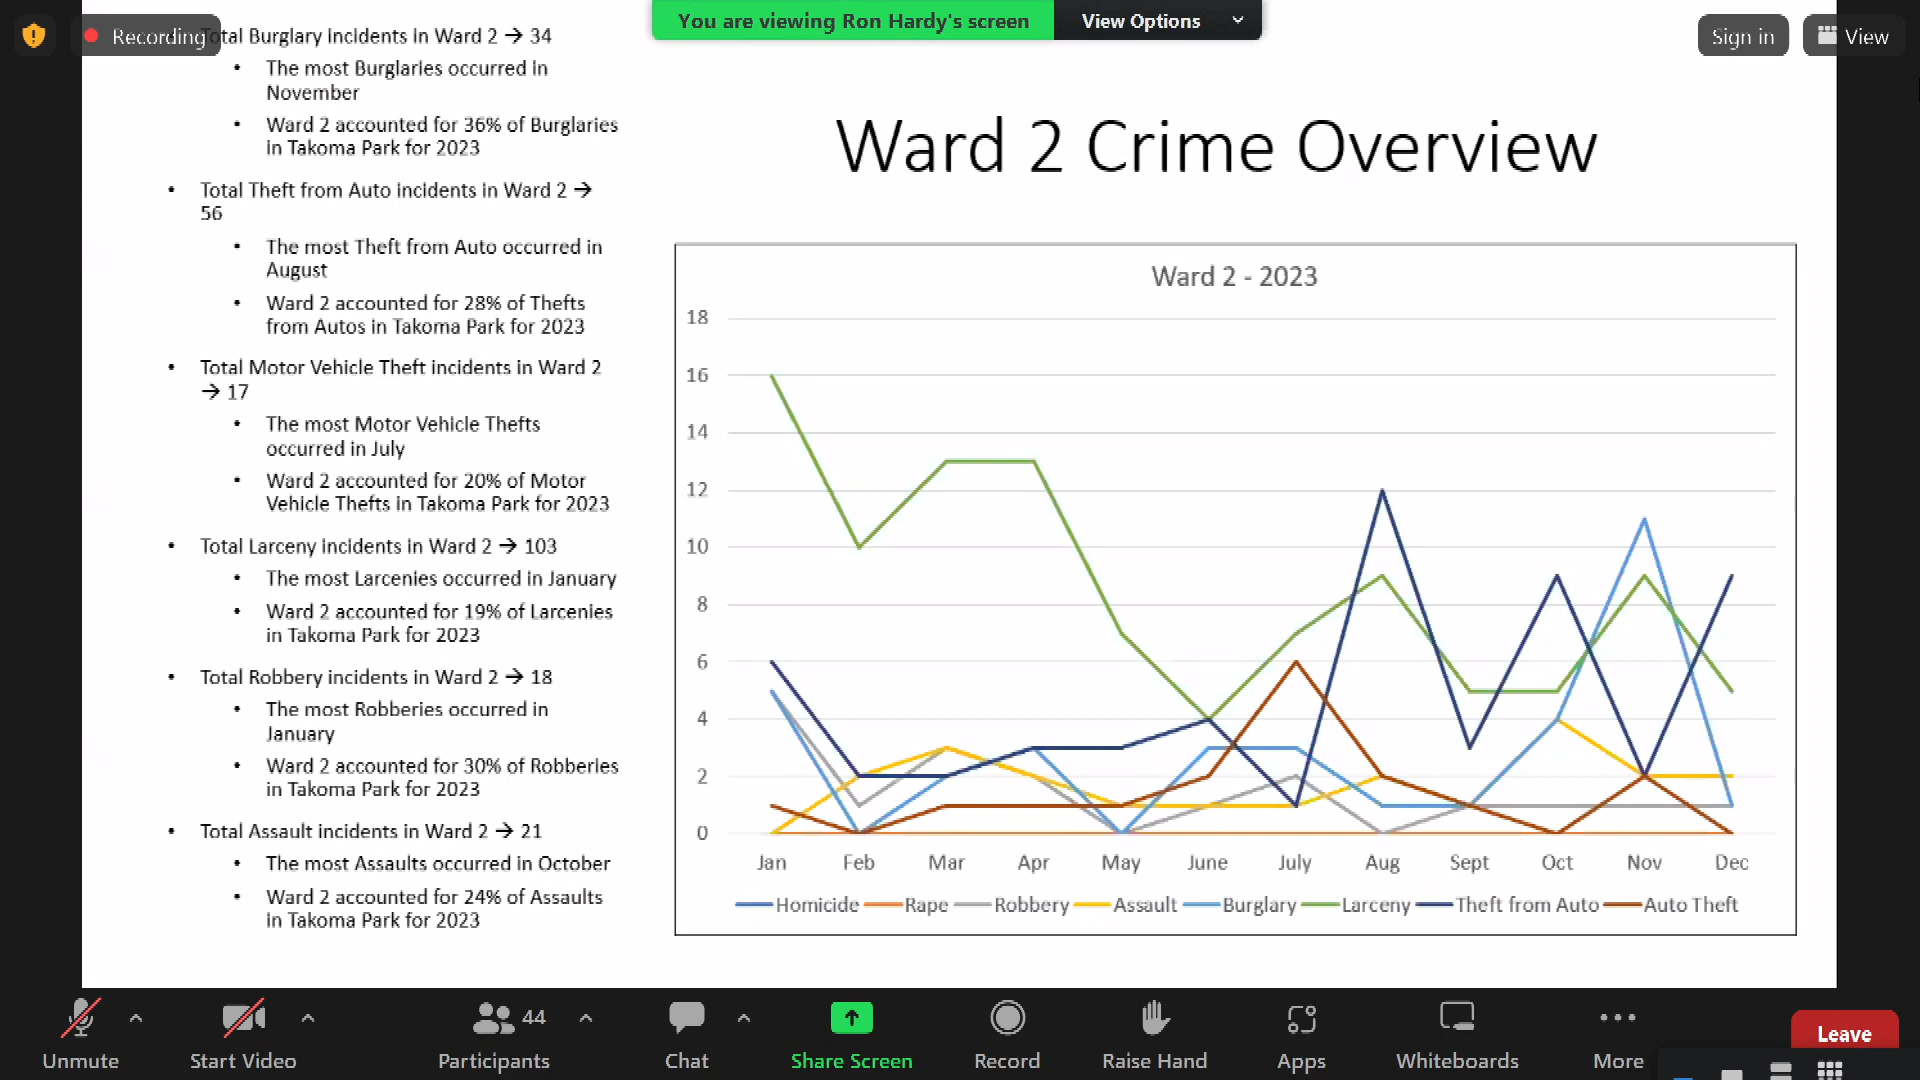 You are viewing Ron Hardy's screen
View Options
Recording
Sign in
View
Total Burglary incidents in Ward 2 → 34
• The most Burglaries occurred in
November
• Ward 2 accounted for 36% of Burglaries
in Takoma Park for 2023
• Total Theft from Auto incidents in Ward 2 →
56
• The most Theft from Auto occurred in
August
• Ward 2 accounted for 28% of Thefts
from Autos in Takoma Park for 2023
• Total Motor Vehicle Theft incidents in Ward 2
→ 17
• The most Motor Vehicle Thefts
occurred in July
• Ward 2 accounted for 20% of Motor
Vehicle Thefts in Takoma Park for 2023
• Total Larceny incidents in Ward 2 → 103
• The most Larcenies occurred in January
• Ward 2 accounted for 19% of Larcenies
in Takoma Park for 2023
• Total Robbery incidents in Ward 2 → 18
• The most Robberies occurred in
January
• Ward 2 accounted for 30% of Robberies
in Takoma Park for 2023
• Total Assault incidents in Ward 2 → 21
• The most Assaults occurred in October
• Ward 2 accounted for 24% of Assaults
in Takoma Park for 2023
Ward 2 Crime Overview
Ward 2 - 2023
18
16
14
12
10
8
6
4
2
0
Jan Feb Mar Apr May June July Aug Sept Oct Nov Dec
Homicide Rape Robbery Assault Burglary Larceny Theft from Auto Auto Theft
44
Unmute Start Video Participants Chat Share Screen Record Raise Hand Apps Whiteboards More Leave